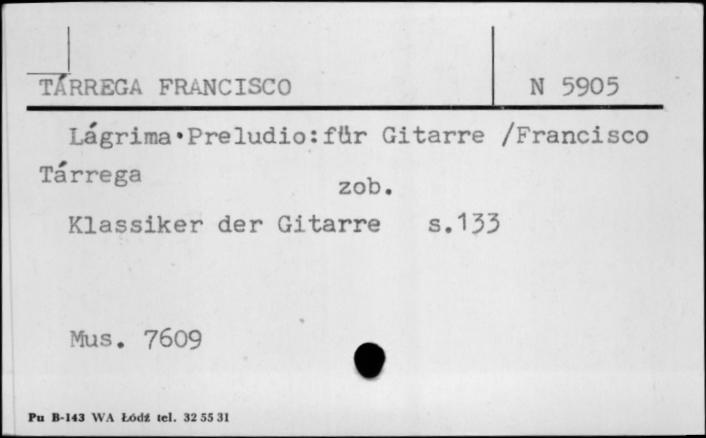 TÁRREGA FRANCISCO N 5905
Lágrima·Preludio:für Gitarre /Francisco
Tárrega
zob.
Klassiker der Gitarre s.133
Mus. 7609
Pu B-143 WA Łódź tel. 32 55 31